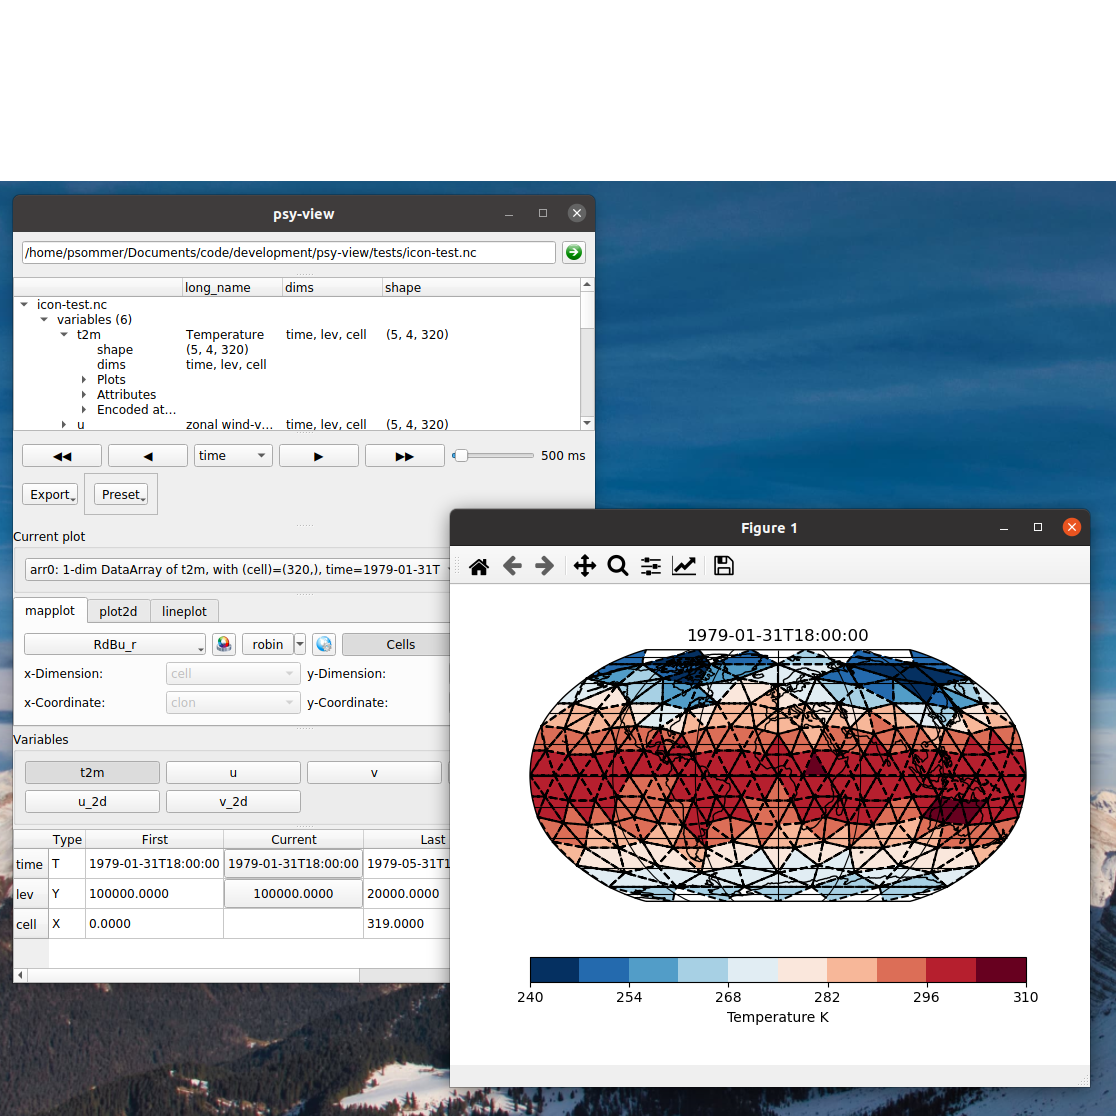 psy-view
/home/psommer/Documents/code/development/psy-view/tests/icon-test.nc
long_name dims shape
icon-test.nc
variables (6)
t2m Temperature time, lev, cell (5, 4, 320)
shape (5, 4, 320)
dims time, lev, cell
Plots
Attributes
Encoded at...
u zonal wind-v... time, lev, cell (5, 4, 320)
time 500 ms
Export Preset
Current plot
arr0: 1-dim DataArray of t2m, with (cell)=(320,), time=1979-01-31T
mapplot plot2d lineplot
RdBu_r robin Cells
x-Dimension: cell y-Dimension:
x-Coordinate: clon y-Coordinate:
Variables
t2m u v
u_2d v_2d
Type First Current Last
time T 1979-01-31T18:00:00 1979-01-31T18:00:00 1979-05-31T1
lev Y 100000.0000 100000.0000 20000.0000
cell X 0.0000 319.0000
Figure 1
1979-01-31T18:00:00
240 254 268 282 296 310
Temperature K